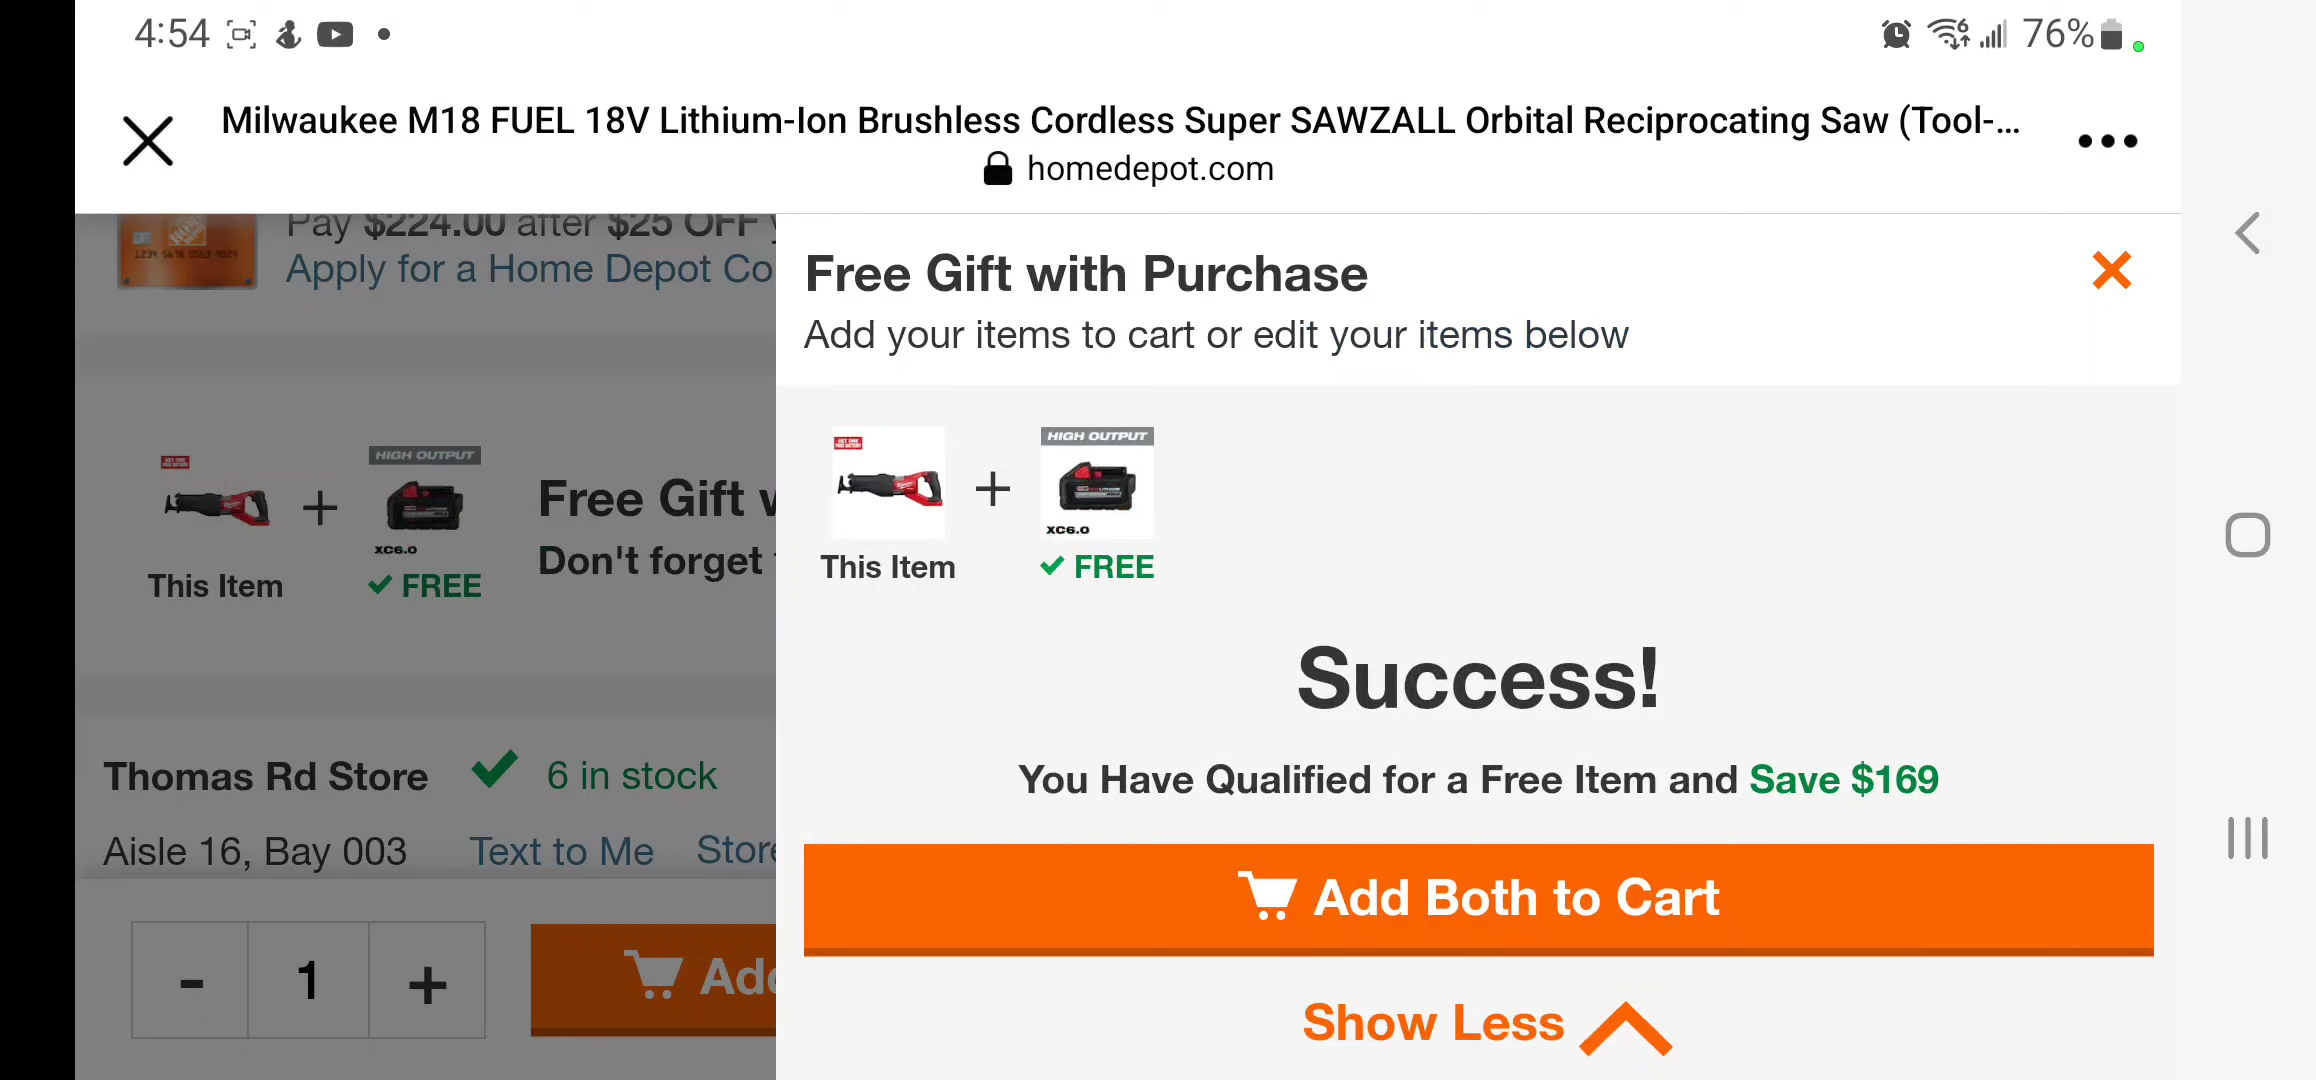 4:54
76%
Milwaukee M18 FUEL 18V Lithium-Ion Brushless Cordless Super SAWZALL Orbital Reciprocating Saw (Tool-...
homedepot.com
Pay $224.00 after $25 OFF
Apply for a Home Depot Co
HIGH OUTPUT
XC6.0
This Item
+
FREE
Free Gift
Don't forget
Thomas Rd Store
6 in stock
Aisle 16, Bay 003
Text to Me
Store
-
1
+
Add
Free Gift with Purchase
Add your items to cart or edit your items below
HIGH OUTPUT
XC6.0
This Item
+
FREE
Success!
You Have Qualified for a Free Item and Save $169
Add Both to Cart
Show Less